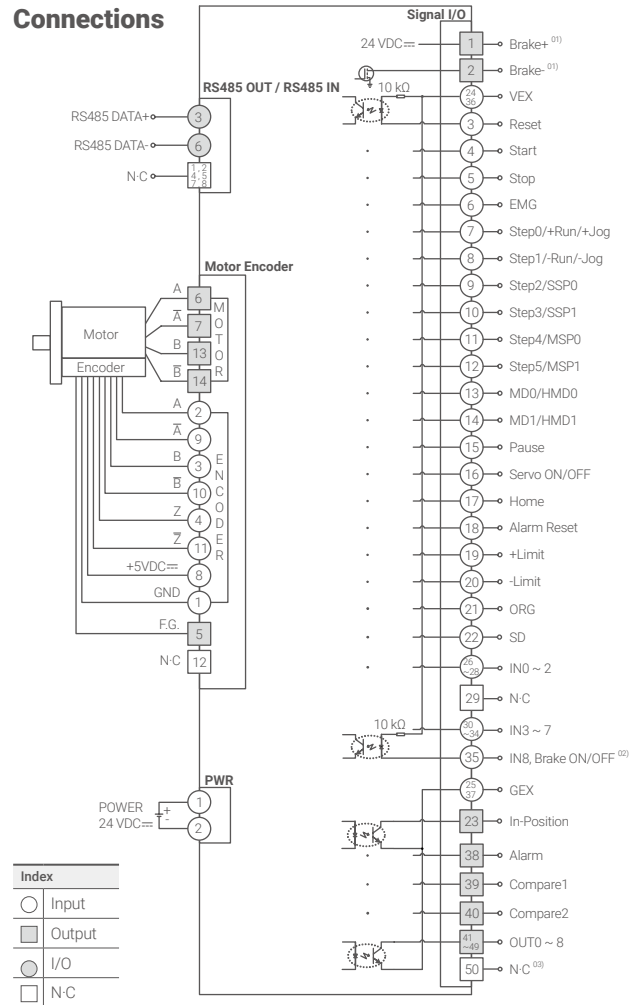 Connections
Signal I/O
24 VDC⎓ 1 Brake+ 01)
2 Brake- 01)
RS485 OUT / RS485 IN
10 kΩ 24 36 VEX
RS485 DATA+ 3
RS485 DATA- 6
N·C 1, 2 4, 5 7, 8
3 Reset
4 Start
5 Stop
6 EMG
7 Step0/+Run/+Jog
8 Step1/-Run/-Jog
9 Step2/SSP0
10 Step3/SSP1
11 Step4/MSP0
12 Step5/MSP1
13 MD0/HMD0
14 MD1/HMD1
15 Pause
16 Servo ON/OFF
17 Home
18 Alarm Reset
19 +Limit
20 -Limit
21 ORG
22 SD
26 ~28 IN0 ~ 2
29 N·C
10 kΩ 30 ~34 IN3 ~ 7
35 IN8, Brake ON/OFF 02)
25 37 GEX
23 In-Position
38 Alarm
39 Compare1
40 Compare2
41 ~49 OUT0 ~ 8
50 N·C 03)
Motor Encoder
Motor
Encoder
MOTOR
A 6
A̅ 7
B 13
B̅ 14
ENCODER
A 2
A̅ 9
B 3
B̅ 10
Z 4
Z̅ 11
+5VDC⎓ 8
GND 1
F.G. 5
N·C 12
PWR
POWER
24 VDC⎓
+
-
1
2
Index
Input
Output
I/O
N·C